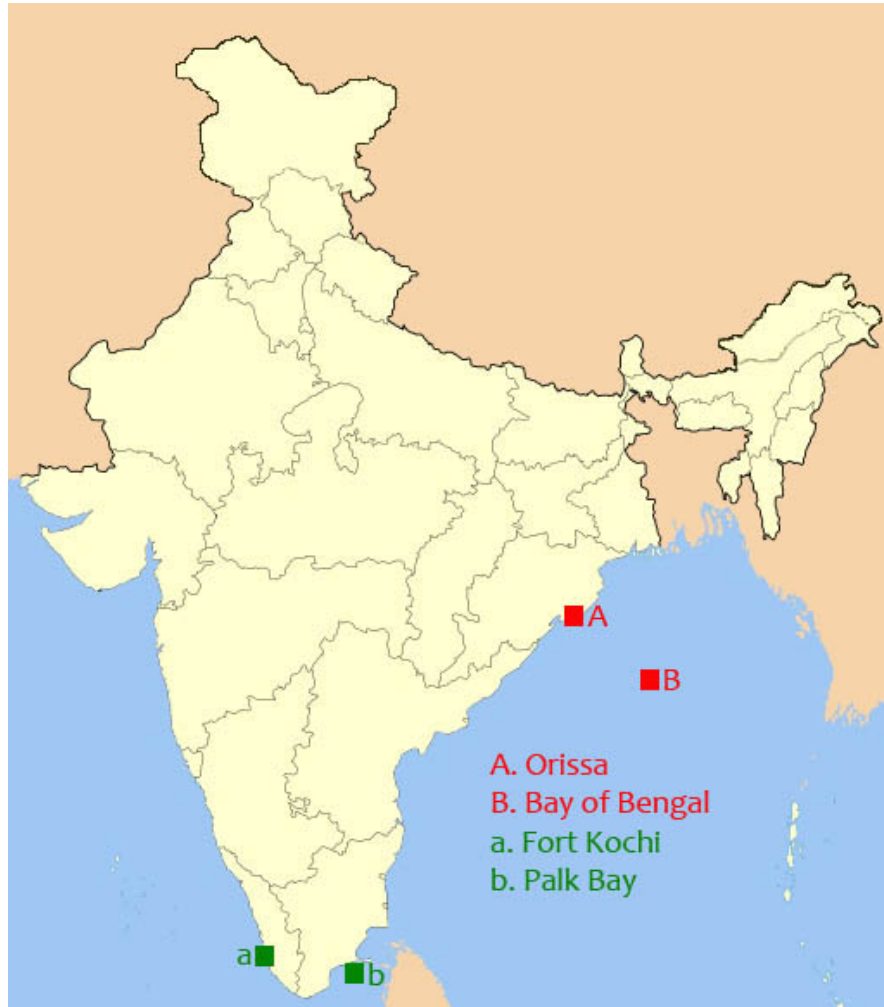 A
B
A. Orissa
B. Bay of Bengal
a. Fort Kochi
b. Palk Bay
a
b